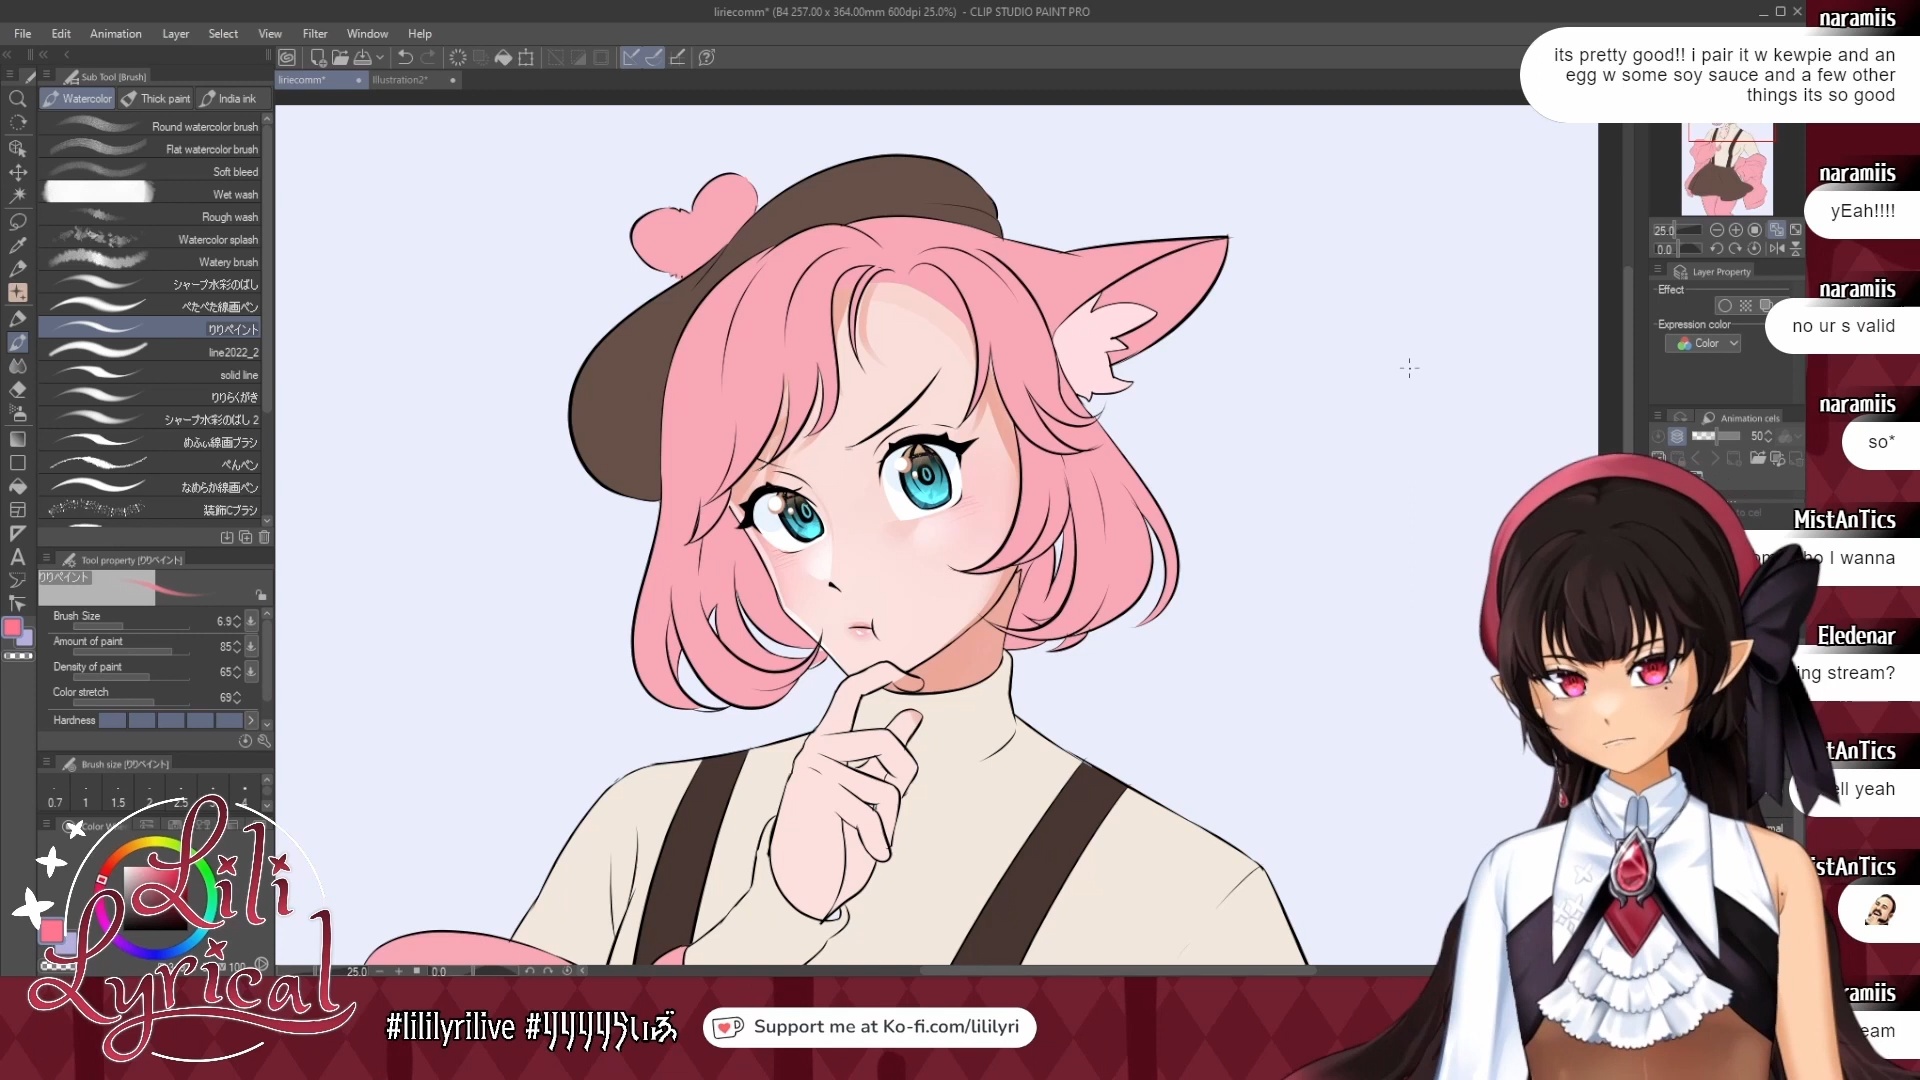 liriecomm* (B4 257.00 x 364.00mm 600dpi 25.0%) - CLIP STUDIO PAINT PRO
File Edit Animation Layer Select View Filter Window Help
Sub Tool [Brush]
liriecomm*
Illustration2*
Watercolor
Thick paint
India ink
Round watercolor brush
Flat watercolor brush
Soft bleed
Wet wash
Rough wash
Watercolor splash
Watery brush
シャープ水彩のばし
ぺたぺた線画ペン
りりペイント
line2022_2
solid line
りりらくがき
シャープ水彩のばし 2
めふぃ線画ブラシ
ぺんペン
なめらか線画ペン
装飾Cブラシ
Tool property [りりペイント]
りりペイント
Brush Size 6.9
Amount of paint 85
Density of paint 65
Color stretch 69
Hardness
Brush size [りりペイント]
0.7 1 1.5 2 2.5
100
25.0 0.0
25.0
0.0
Layer Property
Effect
Expression color
Color
Animation cels
50
naramiis
its pretty good!! i pair it w kewpie and an
egg w some soy sauce and a few other
things its so good
naramiis
yEah!!!!
naramiis
no ur s valid
naramiis
so*
MistAnTics
I wanna
Eledenar
stream?
yeah
Lili
Lyrical
#lililyrilive #りりりりらいぶ
Support me at Ko-fi.com/lililyri